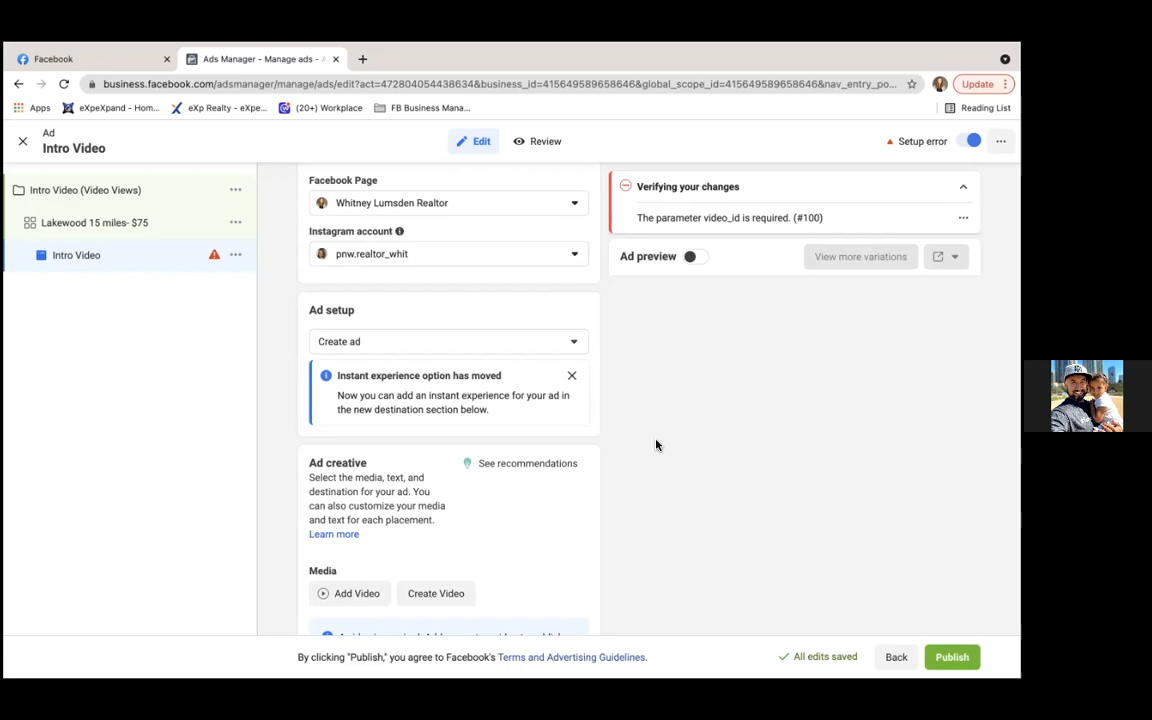 Facebook
Ads Manager - Manage ads - A
business.facebook.com/adsmanager/manage/ads/edit?act=472804054438634&business_id=415649589658646&global_scope_id=415649589658646&nav_entry_po...
Update
Apps
eXpeXpand - Hom...
eXp Realty - eXpe...
(20+) Workplace
FB Business Mana...
Reading List
Ad
Intro Video
Edit
Review
Setup error
Intro Video (Video Views)
Lakewood 15 miles- $75
Intro Video
Facebook Page
Whitney Lumsden Realtor
Instagram account
pnw.realtor_whit
Ad setup
Create ad
Instant experience option has moved
Now you can add an instant experience for your ad in
the new destination section below.
Ad creative
See recommendations
Select the media, text, and
destination for your ad. You
can also customize your media
and text for each placement.
Learn more
Media
Add Video
Create Video
Verifying your changes
The parameter video_id is required. (#100)
Ad preview
View more variations
By clicking "Publish," you agree to Facebook's Terms and Advertising Guidelines.
All edits saved
Back
Publish